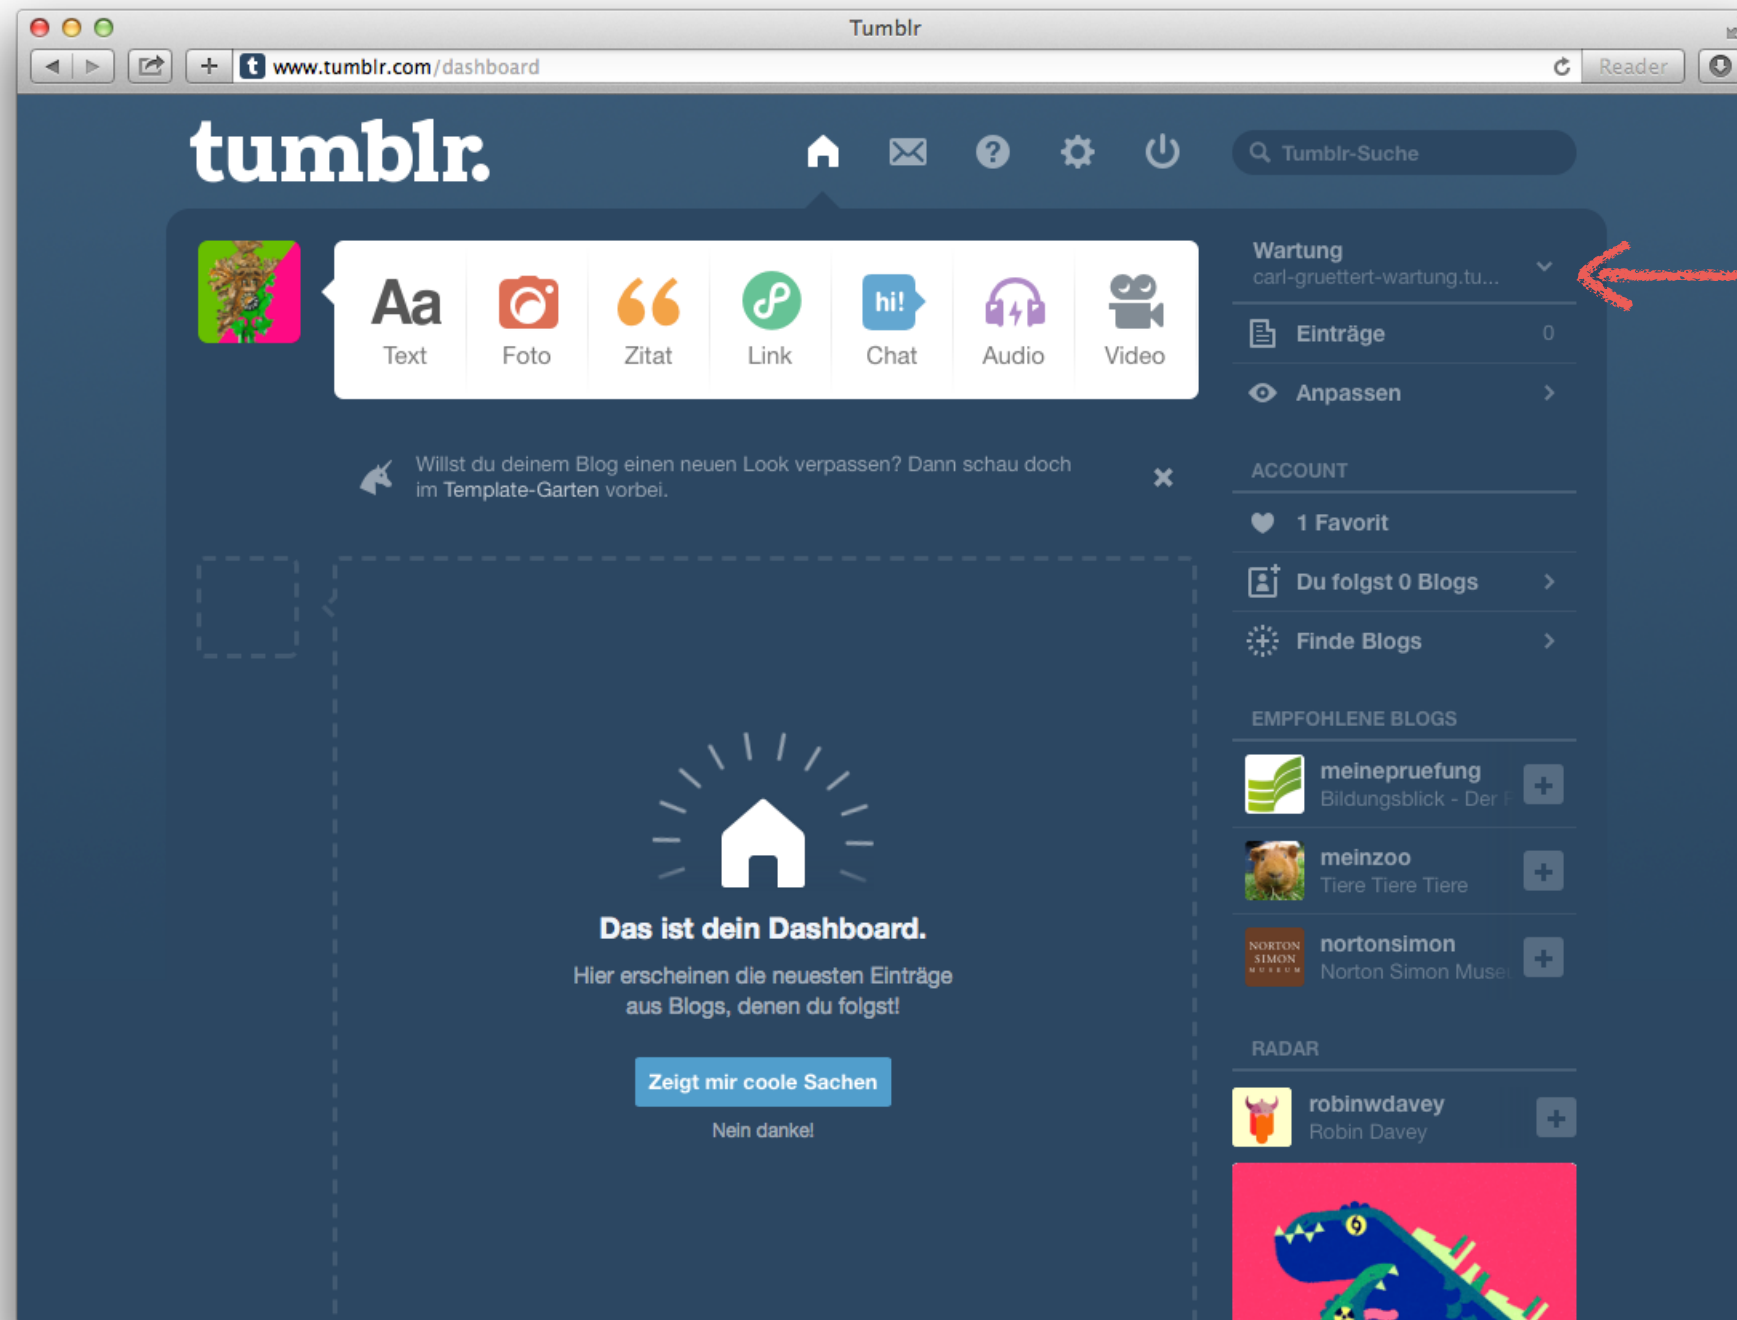 Tumblr
www.tumblr.com/dashboard
Reader
tumblr.
Tumblr-Suche
Aa
hi!
Text
Foto
Zitat
Link
Chat
Audio
Video
Wartung
carl-gruettert-wartung.tu...
Einträge
0
Anpassen
Willst du deinem Blog einen neuen Look verpassen? Dann schau doch
im Template-Garten vorbei.
ACCOUNT
1 Favorit
Du folgst 0 Blogs
Finde Blogs
Das ist dein Dashboard.
Hier erscheinen die neuesten Einträge
aus Blogs, denen du folgst!
Zeigt mir coole Sachen
Nein danke!
EMPFOHLENE BLOGS
meinepruefung
Bildungsblick - Der
meinzoo
Tiere Tiere Tiere
NORTON
SIMON
MUSEUM
nortonsimon
Norton Simon Muse
RADAR
robinwdavey
Robin Davey